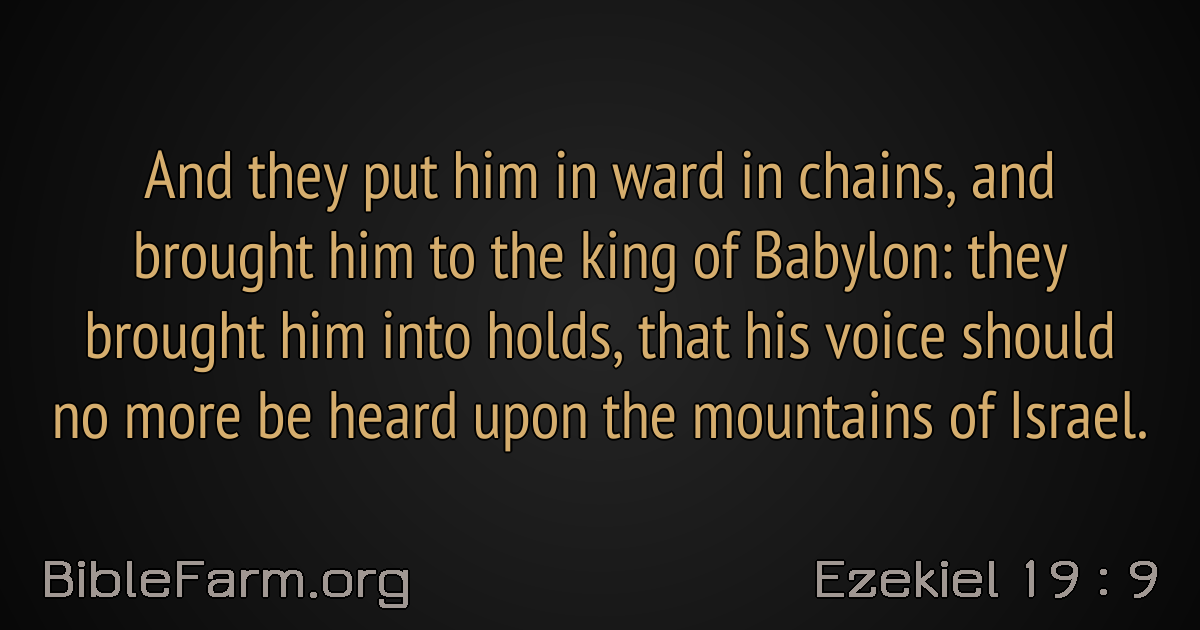 And they put him in ward in chains, and
brought him to the king of Babylon: they
brought him into holds, that his voice should
no more be heard upon the mountains of Israel.
BibleFarm.org
Ezekiel 19 : 9